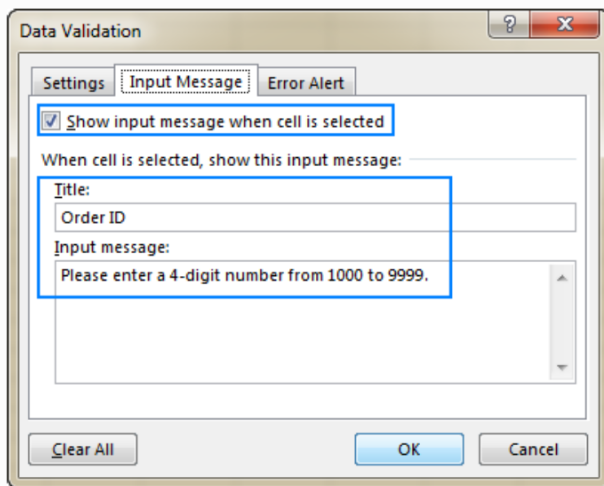 Data Validation
Settings Input Message Error Alert
Show input message when cell is selected
When cell is selected, show this input message:
Title:
Order ID
Input message:
Please enter a 4-digit number from 1000 to 9999.
Clear All OK Cancel